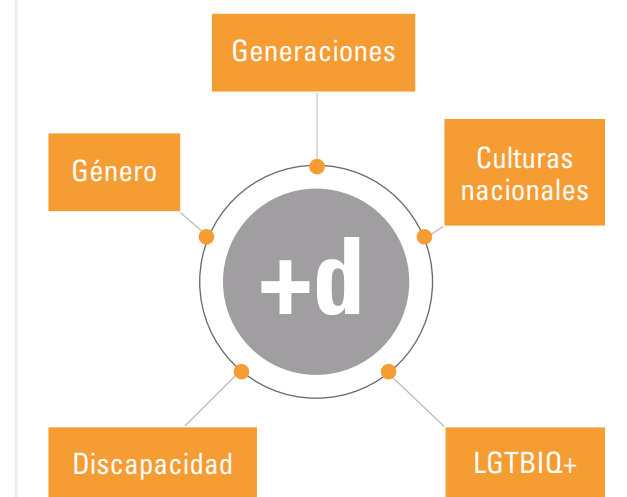 Generaciones
Género
Culturas
nacionales
+d
Discapacidad
LGTBIQ+